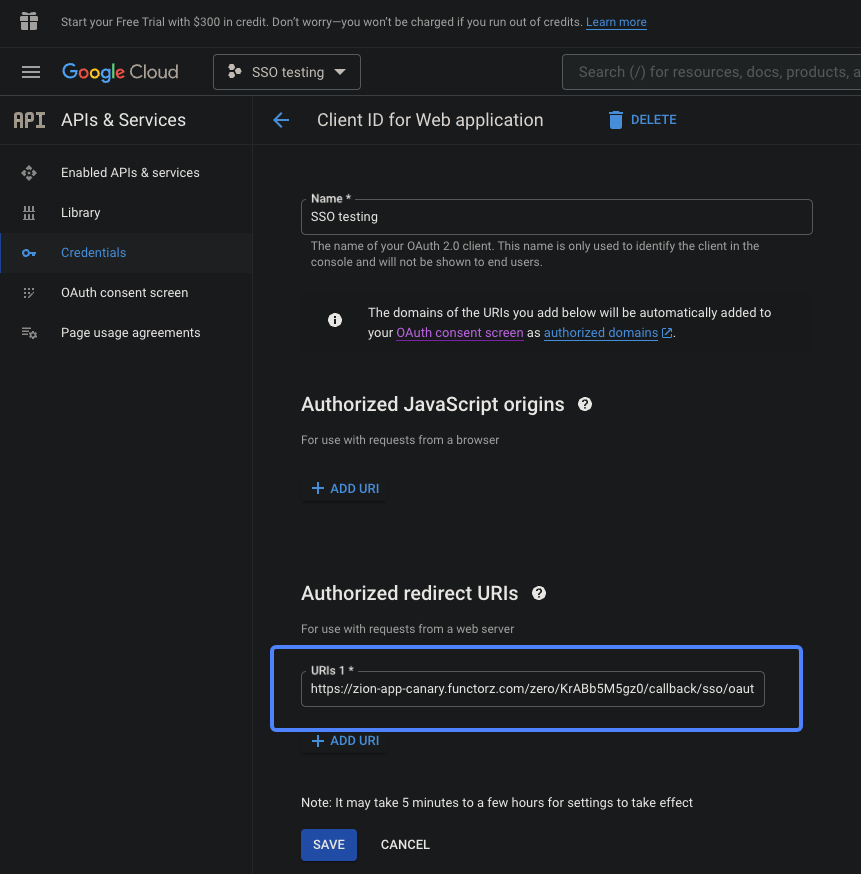 Start your Free Trial with $300 in credit. Don't worry—you won't be charged if you run out of credits. Learn more
Google Cloud
SSO testing
Search (/) for resources, docs, products, a
API
APIs & Services
Client ID for Web application
DELETE
Enabled APIs & services
Library
Credentials
OAuth consent screen
Page usage agreements
Name *
SSO testing
The name of your OAuth 2.0 client. This name is only used to identify the client in the
console and will not be shown to end users.
The domains of the URIs you add below will be automatically added to
your OAuth consent screen as authorized domains.
Authorized JavaScript origins
For use with requests from a browser
+ ADD URI
Authorized redirect URIs
For use with requests from a web server
URIs 1 *
https://zion-app-canary.functorz.com/zero/KrABb5M5gz0/callback/sso/oaut
+ ADD URI
Note: It may take 5 minutes to a few hours for settings to take effect
SAVE
CANCEL